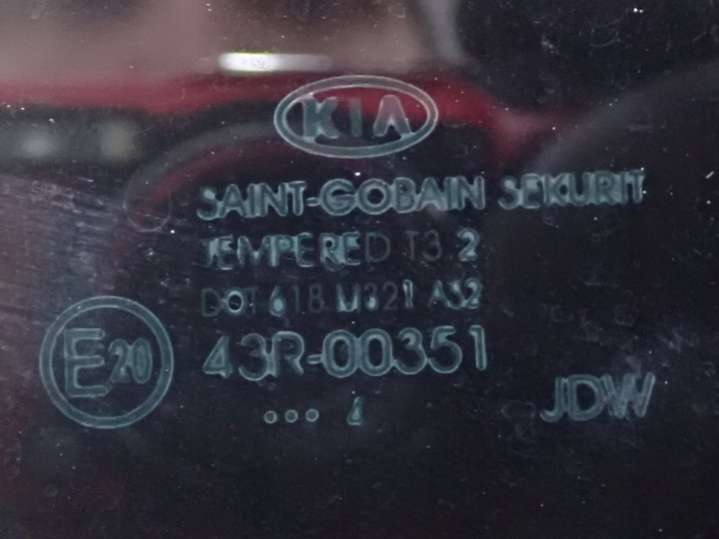 KIA
SAINT-GOBAIN SEKURIT
TEMPERED T3.2
DOT 618 M321 AS2
E20
43R-00351
JDW